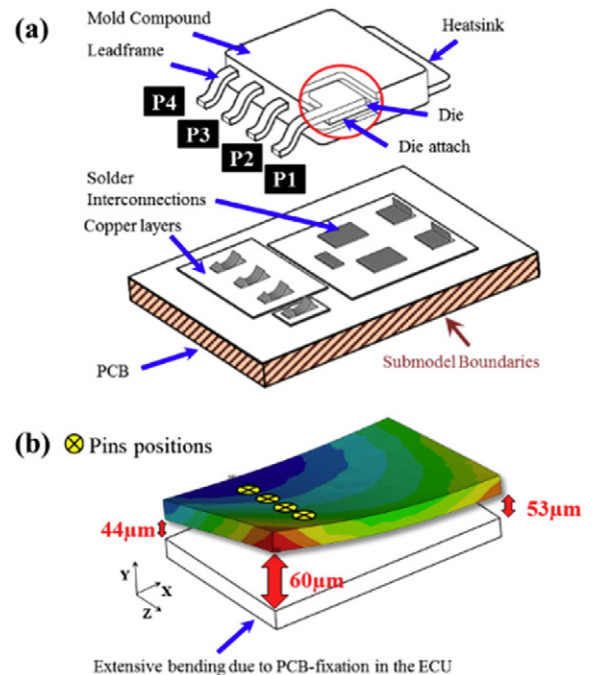 (a)
Mold Compound
Leadframe
Heatsink
P4
P3
P2
P1
Die
Die attach
Solder
Interconnections
Copper layers
PCB
Submodel Boundaries
(b)
Pins positions
44µm
53µm
60µm
Y
X
Z
Extensive bending due to PCB-fixation in the ECU